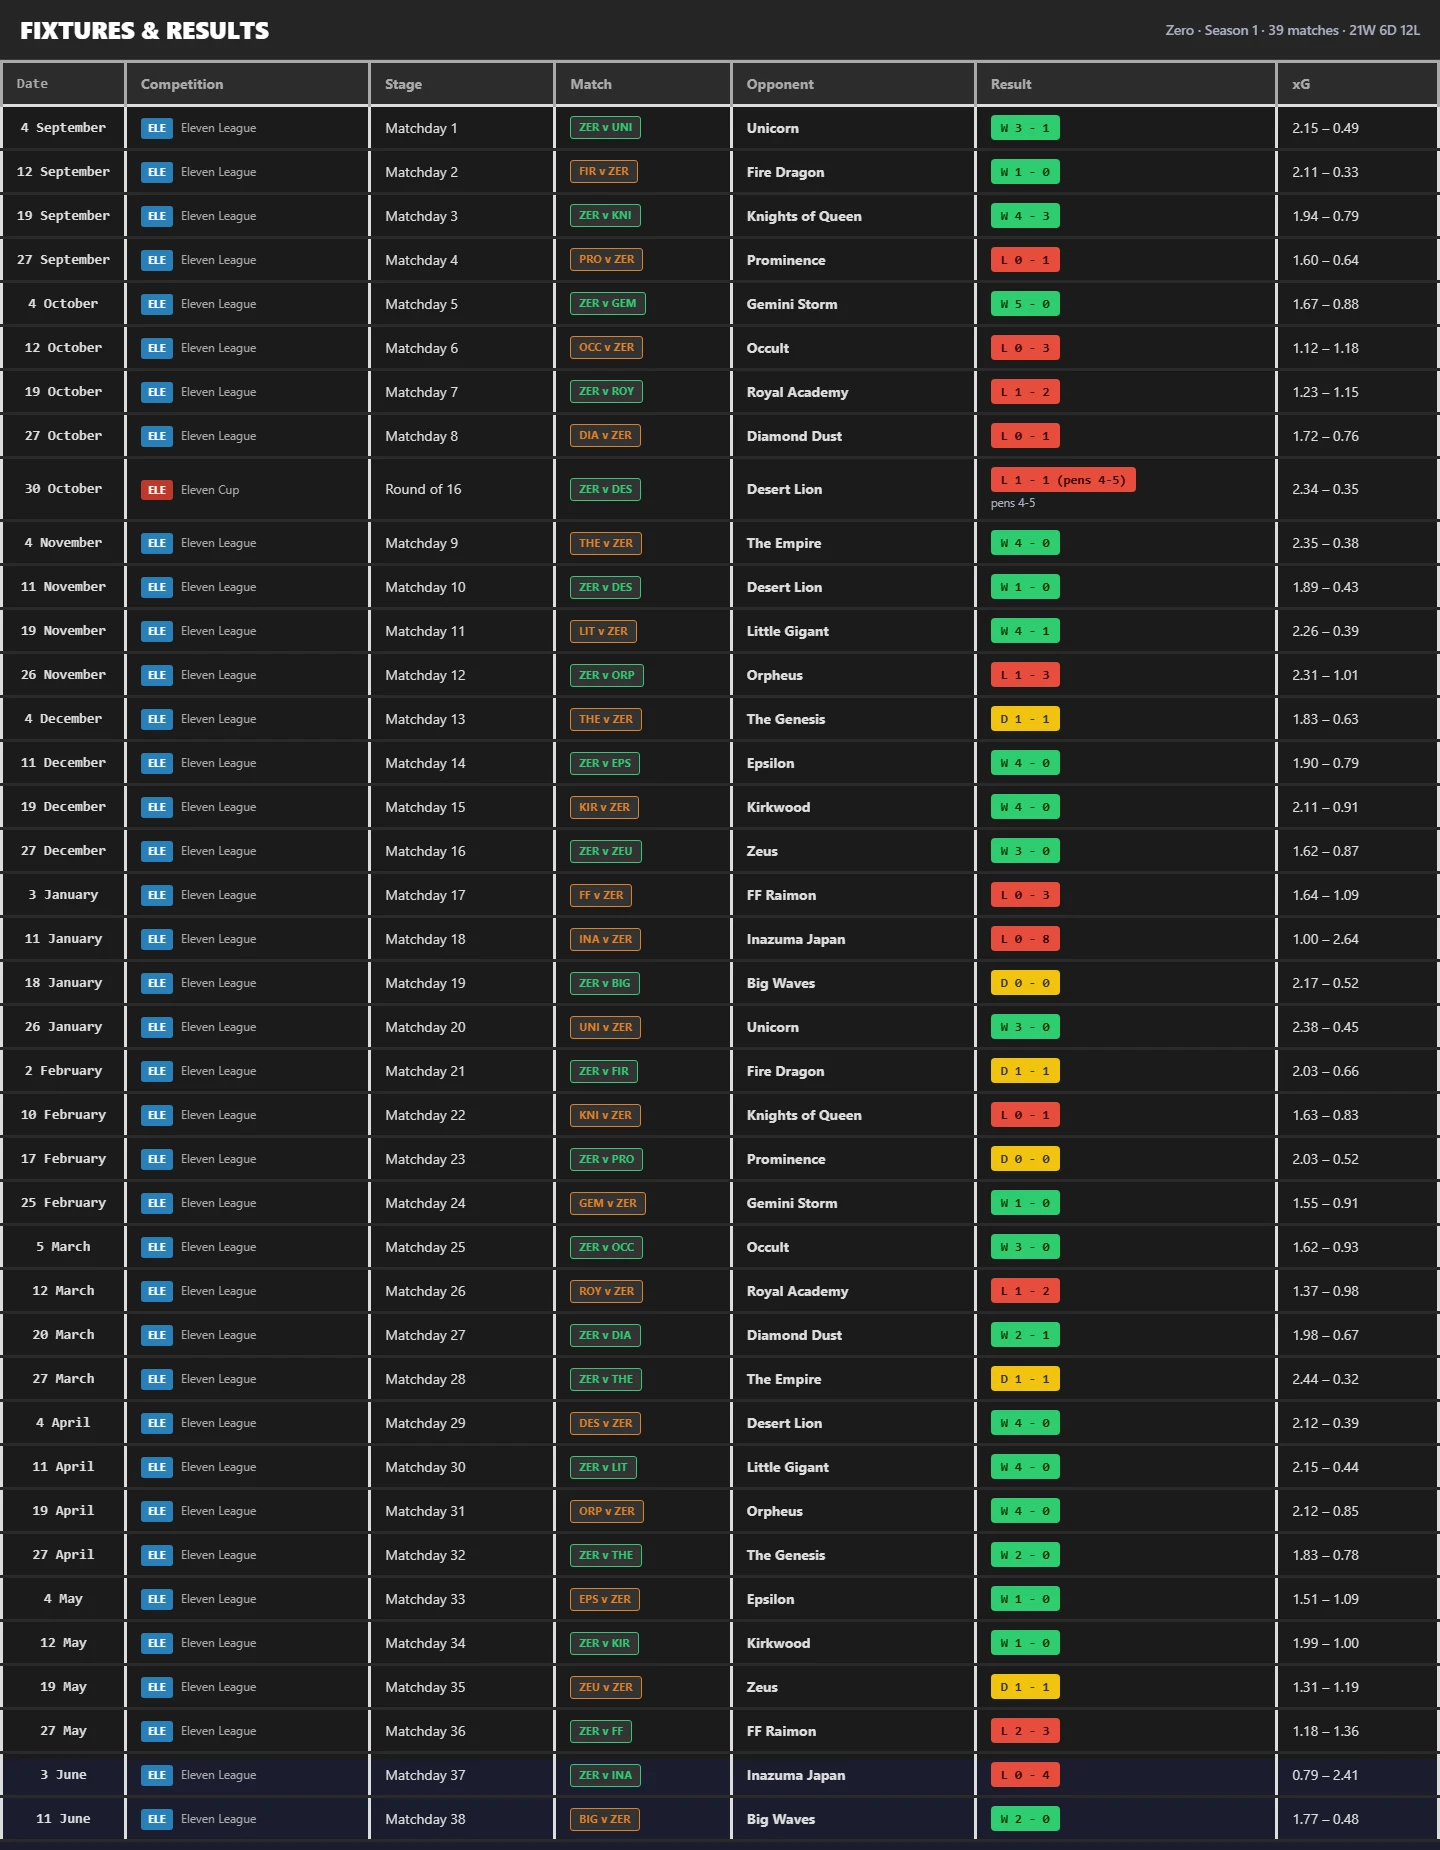 FIXTURES & RESULTS
Zero · Season 1 · 39 matches · 21W 6D 12L
Date Competition Stage Match Opponent Result xG
4 September ELE Eleven League Matchday 1 ZER v UNI Unicorn W 3 - 1 2.15 – 0.49
12 September ELE Eleven League Matchday 2 FIR v ZER Fire Dragon W 1 - 0 2.11 – 0.33
19 September ELE Eleven League Matchday 3 ZER v KNI Knights of Queen W 4 - 3 1.94 – 0.79
27 September ELE Eleven League Matchday 4 PRO v ZER Prominence L 0 - 1 1.60 – 0.64
4 October ELE Eleven League Matchday 5 ZER v GEM Gemini Storm W 5 - 0 1.67 – 0.88
12 October ELE Eleven League Matchday 6 OCC v ZER Occult L 0 - 3 1.12 – 1.18
19 October ELE Eleven League Matchday 7 ZER v ROY Royal Academy L 1 - 2 1.23 – 1.15
27 October ELE Eleven League Matchday 8 DIA v ZER Diamond Dust L 0 - 1 1.72 – 0.76
30 October ELE Eleven Cup Round of 16 ZER v DES Desert Lion L 1 - 1 (pens 4-5) 2.34 – 0.35
pens 4-5
4 November ELE Eleven League Matchday 9 THE v ZER The Empire W 4 - 0 2.35 – 0.38
11 November ELE Eleven League Matchday 10 ZER v DES Desert Lion W 1 - 0 1.89 – 0.43
19 November ELE Eleven League Matchday 11 LIT v ZER Little Gigant W 4 - 1 2.26 – 0.39
26 November ELE Eleven League Matchday 12 ZER v ORP Orpheus L 1 - 3 2.31 – 1.01
4 December ELE Eleven League Matchday 13 THE v ZER The Genesis D 1 - 1 1.83 – 0.63
11 December ELE Eleven League Matchday 14 ZER v EPS Epsilon W 4 - 0 1.90 – 0.79
19 December ELE Eleven League Matchday 15 KIR v ZER Kirkwood W 4 - 0 2.11 – 0.91
27 December ELE Eleven League Matchday 16 ZER v ZEU Zeus W 3 - 0 1.62 – 0.87
3 January ELE Eleven League Matchday 17 FF v ZER FF Raimon L 0 - 3 1.64 – 1.09
11 January ELE Eleven League Matchday 18 INA v ZER Inazuma Japan L 0 - 8 1.00 – 2.64
18 January ELE Eleven League Matchday 19 ZER v BIG Big Waves D 0 - 0 2.17 – 0.52
26 January ELE Eleven League Matchday 20 UNI v ZER Unicorn W 3 - 0 2.38 – 0.45
2 February ELE Eleven League Matchday 21 ZER v FIR Fire Dragon D 1 - 1 2.03 – 0.66
10 February ELE Eleven League Matchday 22 KNI v ZER Knights of Queen L 0 - 1 1.63 – 0.83
17 February ELE Eleven League Matchday 23 ZER v PRO Prominence D 0 - 0 2.03 – 0.52
25 February ELE Eleven League Matchday 24 GEM v ZER Gemini Storm W 1 - 0 1.55 – 0.91
5 March ELE Eleven League Matchday 25 ZER v OCC Occult W 3 - 0 1.62 – 0.93
12 March ELE Eleven League Matchday 26 ROY v ZER Royal Academy L 1 - 2 1.37 – 0.98
20 March ELE Eleven League Matchday 27 ZER v DIA Diamond Dust W 2 - 1 1.98 – 0.67
27 March ELE Eleven League Matchday 28 ZER v THE The Empire D 1 - 1 2.44 – 0.32
4 April ELE Eleven League Matchday 29 DES v ZER Desert Lion W 4 - 0 2.12 – 0.39
11 April ELE Eleven League Matchday 30 ZER v LIT Little Gigant W 4 - 0 2.15 – 0.44
19 April ELE Eleven League Matchday 31 ORP v ZER Orpheus W 4 - 0 2.12 – 0.85
27 April ELE Eleven League Matchday 32 ZER v THE The Genesis W 2 - 0 1.83 – 0.78
4 May ELE Eleven League Matchday 33 EPS v ZER Epsilon W 1 - 0 1.51 – 1.09
12 May ELE Eleven League Matchday 34 ZER v KIR Kirkwood W 1 - 0 1.99 – 1.00
19 May ELE Eleven League Matchday 35 ZEU v ZER Zeus D 1 - 1 1.31 – 1.19
27 May ELE Eleven League Matchday 36 ZER v FF FF Raimon L 2 - 3 1.18 – 1.36
3 June ELE Eleven League Matchday 37 ZER v INA Inazuma Japan L 0 - 4 0.79 – 2.41
11 June ELE Eleven League Matchday 38 BIG v ZER Big Waves W 2 - 0 1.77 – 0.48